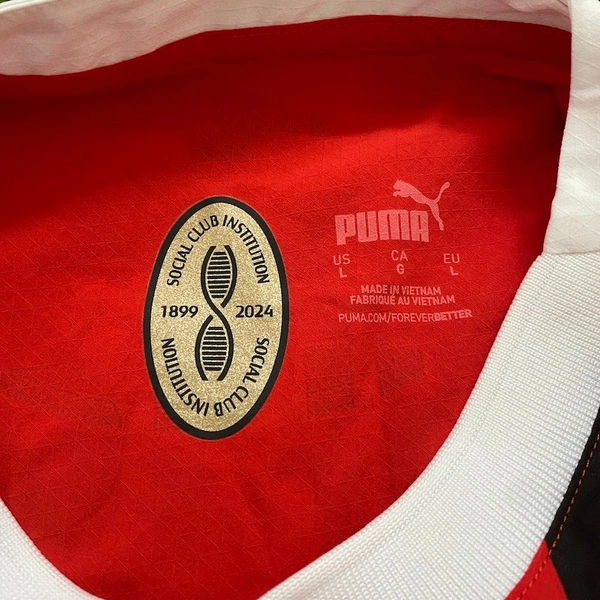 SOCIAL CLUB INSTITUTION
1899 2024
SOCIAL CLUB INSTITUTION
PUMA
US CA EU
L G L
MADE IN VIETNAM
FABRIQUÉ AU VIETNAM
PUMA.COM/FOREVERBETTER